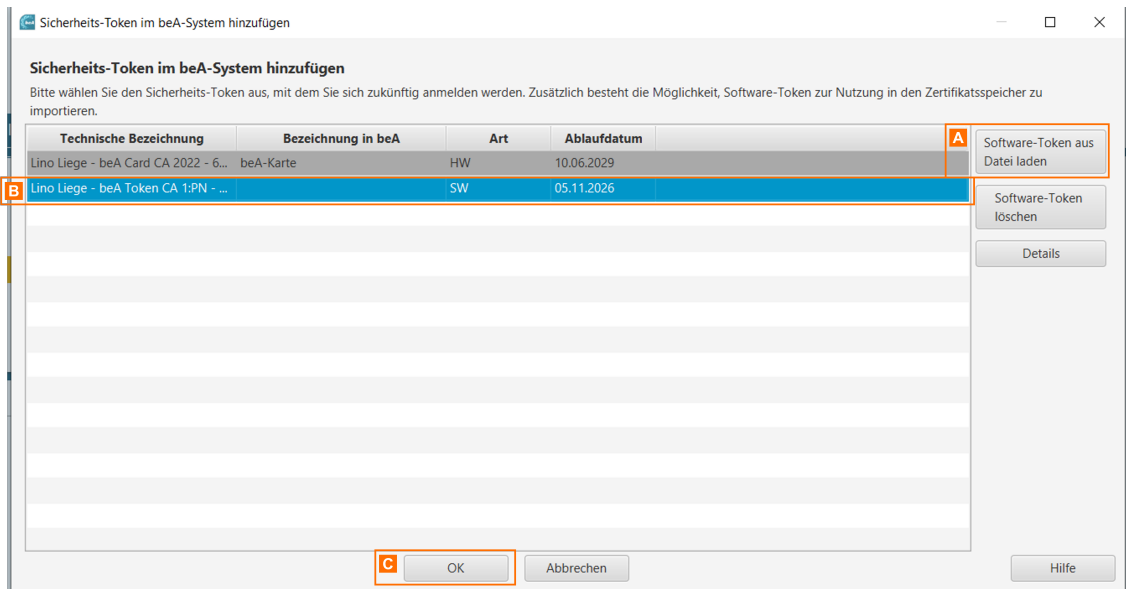 Sicherheits-Token im beA-System hinzufügen
Sicherheits-Token im beA-System hinzufügen
Bitte wählen Sie den Sicherheits-Token aus, mit dem Sie sich zukünftig anmelden werden. Zusätzlich besteht die Möglichkeit, Software-Token zur Nutzung in den Zertifikatsspeicher zu
importieren.
Technische Bezeichnung Bezeichnung in beA Art Ablaufdatum
Lino Liege - beA Card CA 2022 - 6... beA-Karte HW 10.06.2029
B Lino Liege - beA Token CA 1:PN - ... SW 05.11.2026
A Software-Token aus
Datei laden
Software-Token
löschen
Details
C OK Abbrechen Hilfe